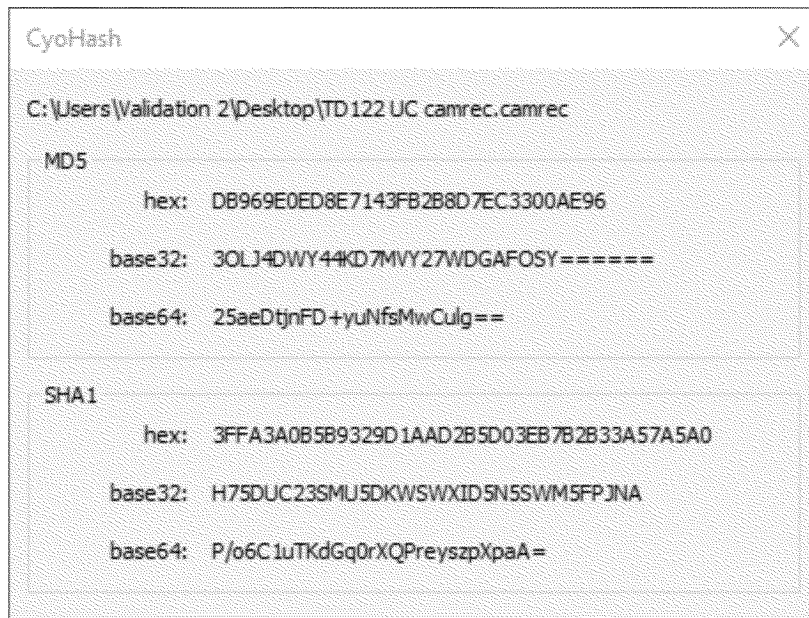 CyoHash
C:\Users\Validation 2\Desktop\TD122 UC camrec.camrec
MD5
hex: DB969E0ED8E7143FB2B8D7EC3300AE96
base32: 3OLJ4DWY44KD7MVY27WDGAFOSY======
base64: 25aeDtjnFD+yuNfsMwCulg==
SHA1
hex: 3FFA3A0B5B9329D1AAD2B5D03EB7B2B33A57A5A0
base32: H75DUC23SMU5DKWSWXID5N5SWM5FPJNA
base64: P/o6C1uTKdGq0rXQPreyszpXpaA=